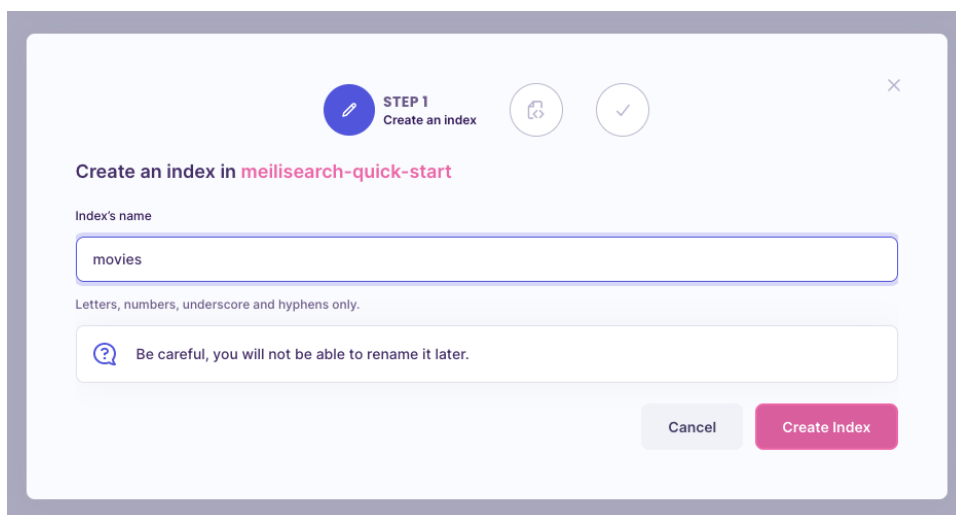 STEP 1
Create an index
Create an index in meilisearch-quick-start
Index’s name
movies
Letters, numbers, underscore and hyphens only.
Be careful, you will not be able to rename it later.
Cancel
Create Index